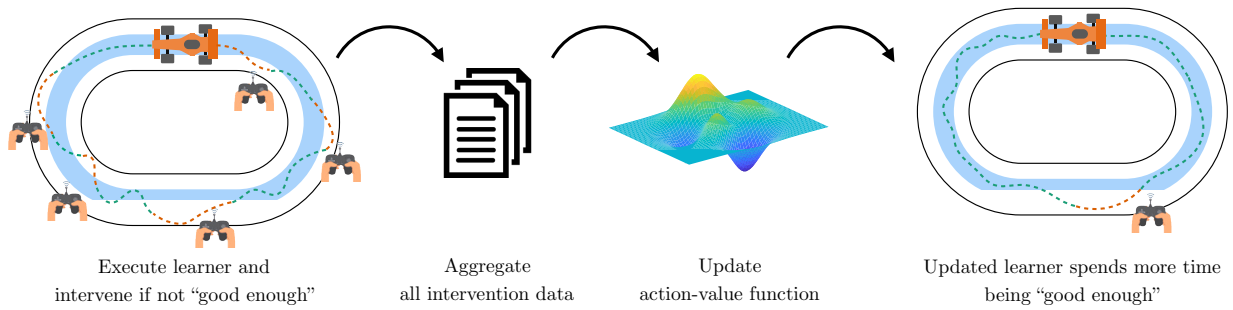 Execute learner and
intervene if not “good enough”
Aggregate
all intervention data
Update
action-value function
Updated learner spends more time
being “good enough”